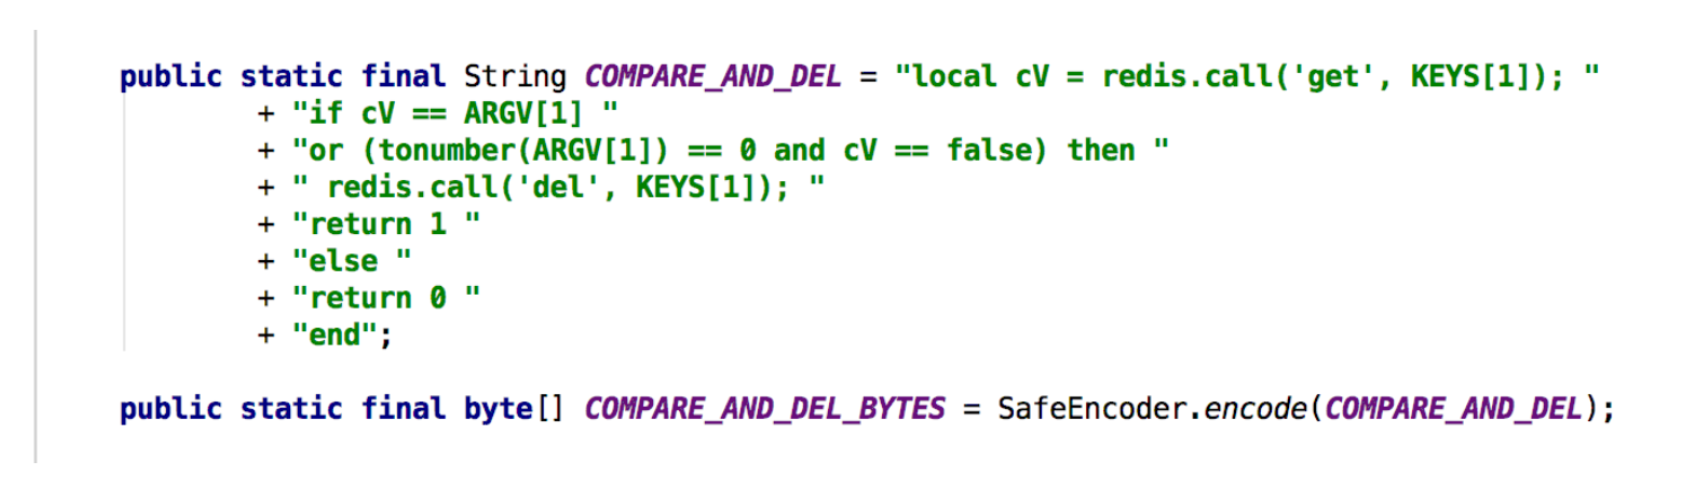 public static final String COMPARE_AND_DEL = "local cV = redis.call('get', KEYS[1]); "
+ "if cV == ARGV[1] "
+ "or (tonumber(ARGV[1]) == 0 and cV == false) then "
+ " redis.call('del', KEYS[1]); "
+ "return 1 "
+ "else "
+ "return 0 "
+ "end";
public static final byte[] COMPARE_AND_DEL_BYTES = SafeEncoder.encode(COMPARE_AND_DEL);